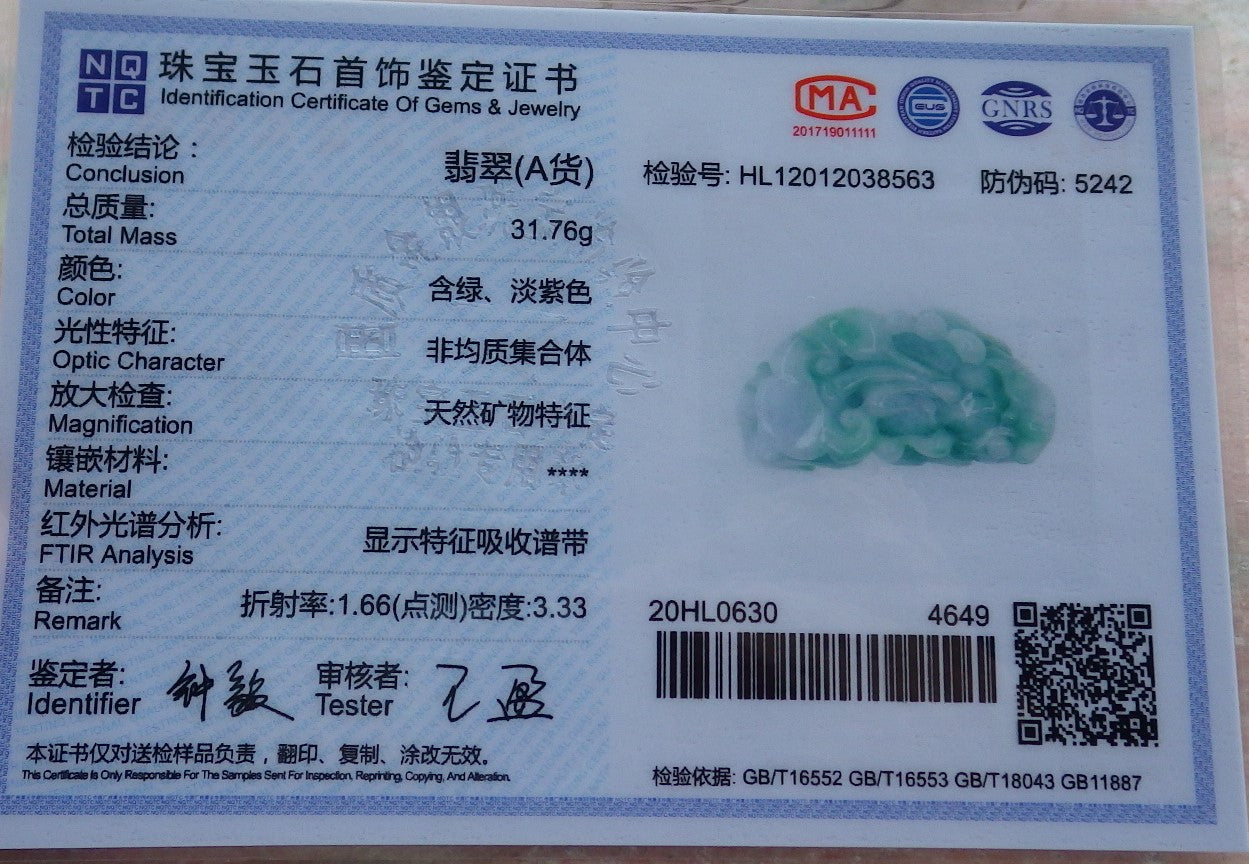 NQ
TC
珠宝玉石首饰鉴定证书
Identification Certificate Of Gems & Jewelry
MA
201719011111
GNRS
检验结论：
Conclusion
翡翠(A货)
检验号: HL12012038563
防伪码: 5242
总质量:
Total Mass
31.76g
颜色:
Color
含绿、淡紫色
光性特征:
Optic Character
非均质集合体
放大检查:
Magnification
天然矿物特征
镶嵌材料:
Material
****
红外光谱分析:
FTIR Analysis
显示特征吸收谱带
备注:
Remark
折射率:1.66(点测)密度:3.33
20HL0630
4649
鉴定者:
Identifier
审核者:
Tester
本证书仅对送检样品负责，翻印、复制、涂改无效。
This Certificate Is Only Responsible For The Samples Sent For Inspection, Reprinting, Copying, And Alteration.
检验依据: GB/T16552 GB/T16553 GB/T18043 GB11887